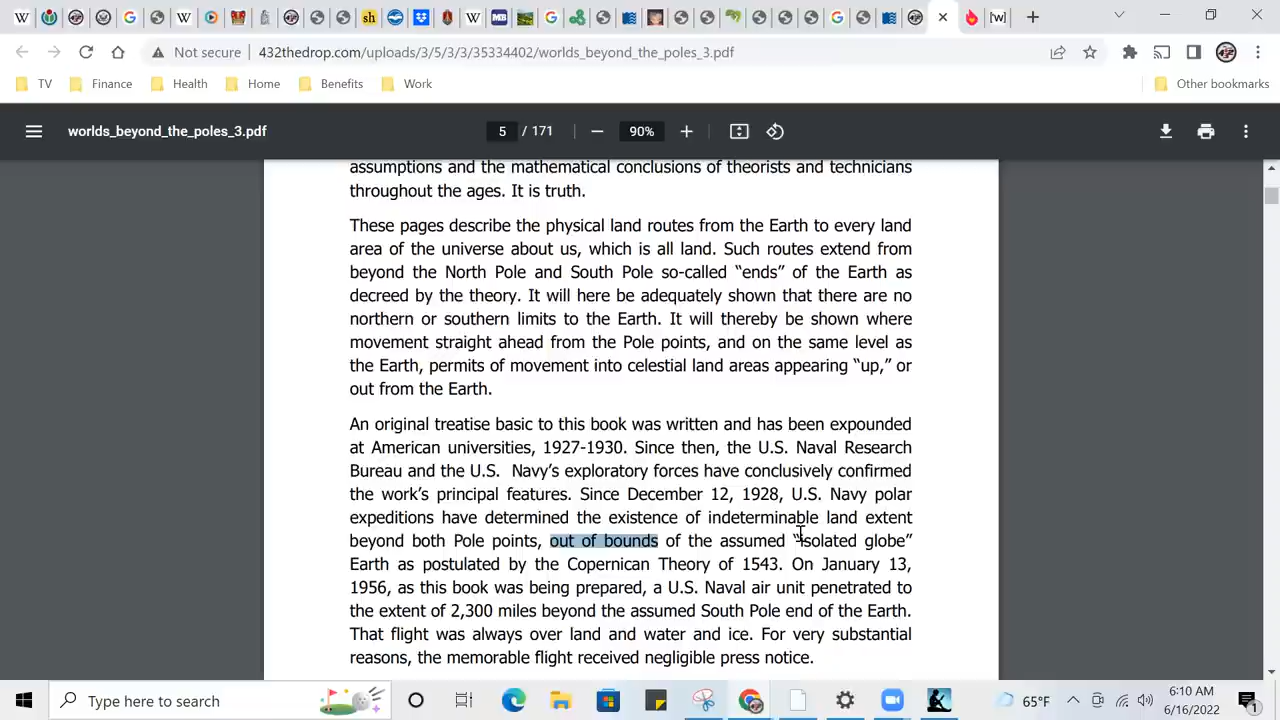 Not secure
432thedrop.com/uploads/3/5/3/3/35334402/worlds_beyond_the_poles_3.pdf
TV
Finance
Health
Home
Benefits
Work
Other bookmarks
worlds_beyond_the_poles_3.pdf
5 / 171
90%
assumptions and the mathematical conclusions of theorists and technicians
throughout the ages. It is truth.
These pages describe the physical land routes from the Earth to every land
area of the universe about us, which is all land. Such routes extend from
beyond the North Pole and South Pole so-called “ends” of the Earth as
decreed by the theory. It will here be adequately shown that there are no
northern or southern limits to the Earth. It will thereby be shown where
movement straight ahead from the Pole points, and on the same level as
the Earth, permits of movement into celestial land areas appearing “up,” or
out from the Earth.
An original treatise basic to this book was written and has been expounded
at American universities, 1927-1930. Since then, the U.S. Naval Research
Bureau and the U.S. Navy’s exploratory forces have conclusively confirmed
the work’s principal features. Since December 12, 1928, U.S. Navy polar
expeditions have determined the existence of indeterminable land extent
beyond both Pole points, out of bounds of the assumed “isolated globe”
Earth as postulated by the Copernican Theory of 1543. On January 13,
1956, as this book was being prepared, a U.S. Naval air unit penetrated to
the extent of 2,300 miles beyond the assumed South Pole end of the Earth.
That flight was always over land and water and ice. For very substantial
reasons, the memorable flight received negligible press notice.
Type here to search
65°F
6:10 AM
6/16/2022